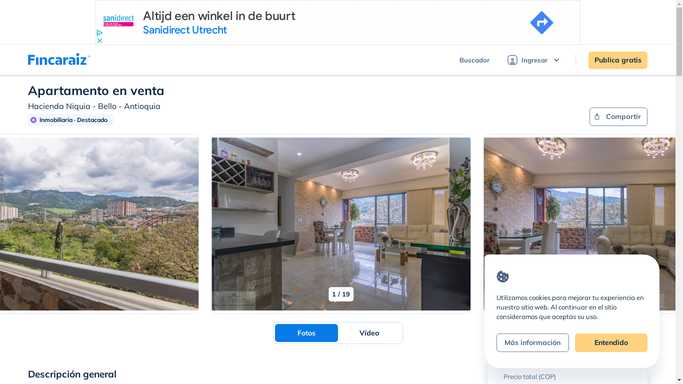 sanidirect
Altijd een winkel in de buurt
Sanidirect Utrecht
Fincaraiz
Buscador
Ingresar
Publica gratis
Apartamento en venta
Hacienda Niquia - Bello - Antioquia
Inmobiliaria - Destacado
Compartir
1 / 19
Fotos
Vídeo
Utilizamos cookies para mejorar tu experiencia en
nuestro sitio web. Al continuar en el sitio
consideramos que aceptas su uso.
Más información
Entendido
Descripción general
Precio total (COP)